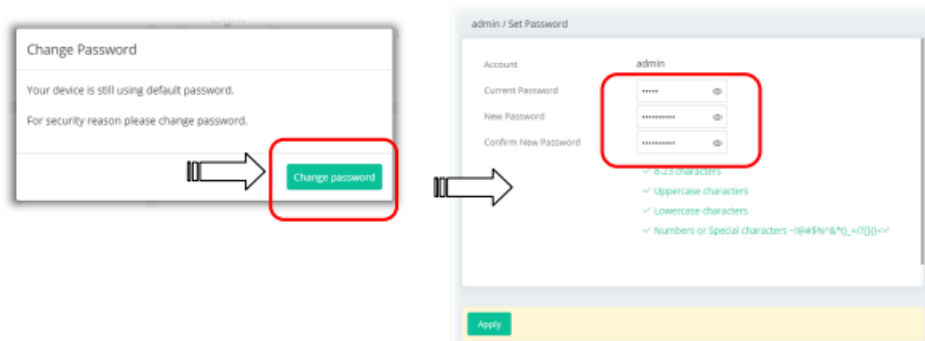 Change Password
Your device is still using default password.
For security reason please change password.
Change password
admin / Set Password
Account admin
Current Password •••••
New Password ••••••••••
Confirm New Password ••••••••••
✓ 8-23 characters
✓ Uppercase characters
✓ Lowercase characters
✓ Numbers or Special characters
Apply